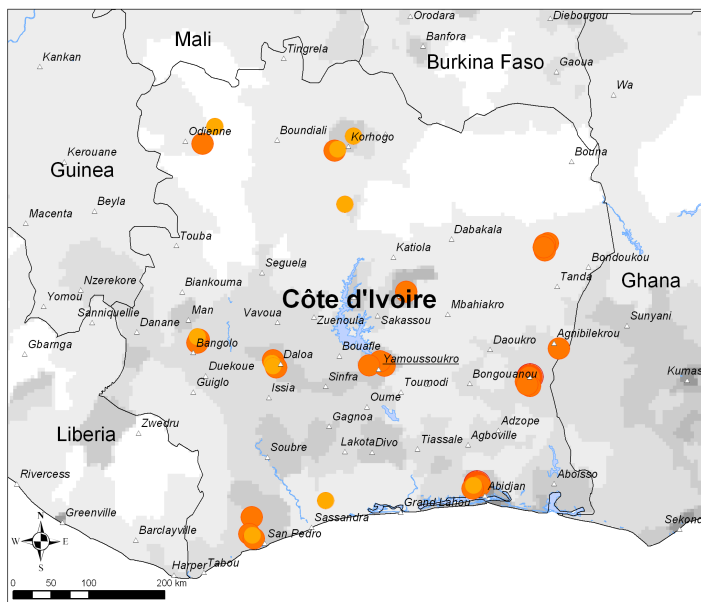 Orodara
Diebougou
Mali
Banfora
Tingrela
Burkina Faso
Kankan
Gaoua
Wa
Odienne
Boundiali
Korhogo
Kerouane
Bouna
Guinea
Beyla
Macenta
Touba
Dabakala
Katiola
Seguela
Bondoukou
Tanda
Ghana
Nzerekore
Biankouma
Côte d'Ivoire
Yomou
Sanniquellie
Man
Vavoua
Zuenoula
Sakassou
Mbahiakro
Sunyani
Danane
Agnibilekrou
Gbarnga
Bangolo
Bouafle
Daoukro
Duekoue
Daloa
Yamoussoukro
Kumas
Guiglo
Issia
Sinfra
Toumodi
Bongouanou
Oume
Zwedru
Gagnoa
Adzope
Liberia
Soubre
Lakota
Divo
Tiassale
Agboville
Rivercess
Abidjan
Aboisso
Grand Lahou
Greenville
N
Sassandra
Sekond
W
E
Barclayville
San Pedro
S
Harper
Tabou
0 50 100 200 km